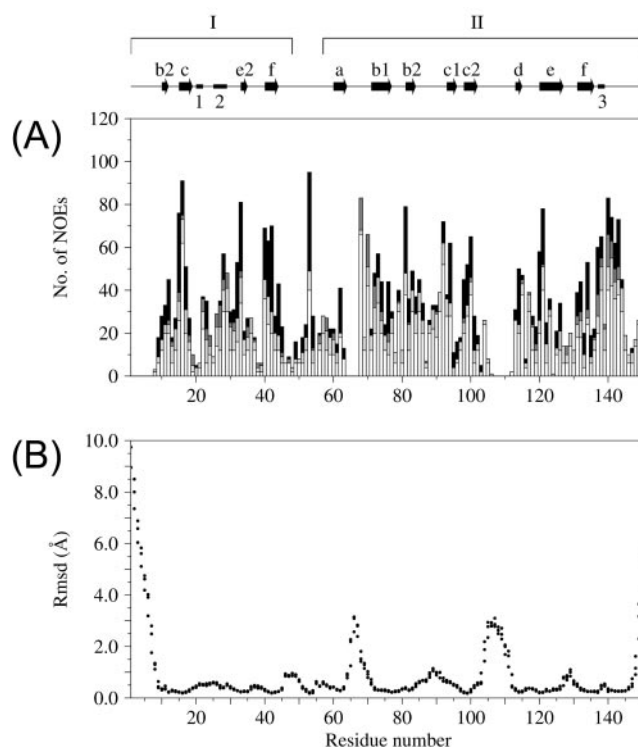 I II
b2 c e2 f a b1 b2 c1 c2 d e f
1 2 3
(A)
120
100
80
60
40
20
0
No. of NOEs
20 40 60 80 100 120 140
(B)
10.0
8.0
6.0
4.0
2.0
0.0
Rmsd (Å)
20 40 60 80 100 120 140
Residue number